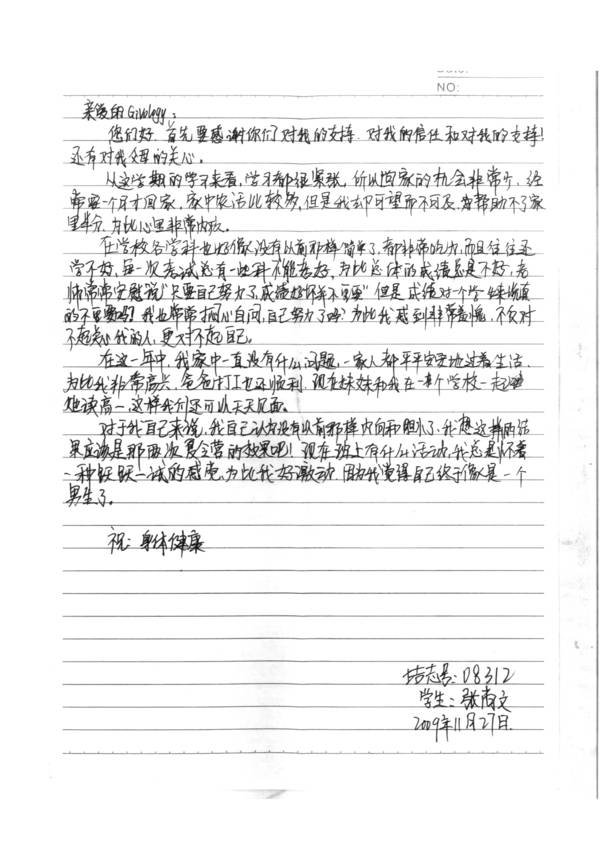 NO:
亲爱的Givology:
您们好,首先要感谢你们对我的支持,对我的信任和对我的支持!
还有对我父母的关心。
从这学期的学习来看,学习都很紧张,所以回家的机会非常少,经
常要一个月才回家,家中农活比较多,但是我却可望而不可及,
里半分,为此心里非常内疚。
在学校各学科也好像没有以前那样简单了,都非常吃力,而且往往还
学不好,每一次考试总有一些科不能考好,为此总体的成绩总是不好,老
师常常安慰说"只要自己努力了,成绩好坏并不重要"但是成绩对个学生来说真
的不重要吗?我也常常扪心自问,自己努力了吗?为此我感到非常羞愧,不仅对
不起关心我的人,更对不起自己。
在这一年中,我家中一直没有什么问题,一家人都平平安安地过着生活,
为此我非常高兴,爸爸打工也还顺利,现在妹妹和我在一个学校一起
她读高一,这样我们还可以天天见面。
对于我自己来说,我自己认为没有以前那样内向和胆小了,我想这样的结
果应该是那两次夏令营的效果吧!现在班上有什么活动,我总是怀着
一种跃跃一试的感觉,为此我好激动,因为我觉得自己终于像是一个
男生了。
祝:身体健康
结志号:08312
学生:张尚文
2009年11月27日.